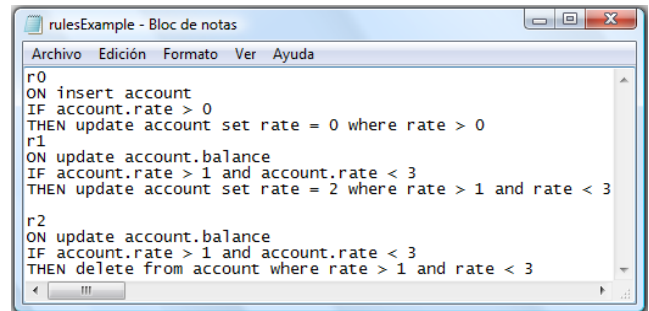 rulesExample - Bloc de notas
Archivo Edición Formato Ver Ayuda
r0
ON insert account
IF account.rate > 0
THEN update account set rate = 0 where rate > 0
r1
ON update account.balance
IF account.rate > 1 and account.rate < 3
THEN update account set rate = 2 where rate > 1 and rate < 3
r2
ON update account.balance
IF account.rate > 1 and account.rate < 3
THEN delete from account where rate > 1 and rate < 3